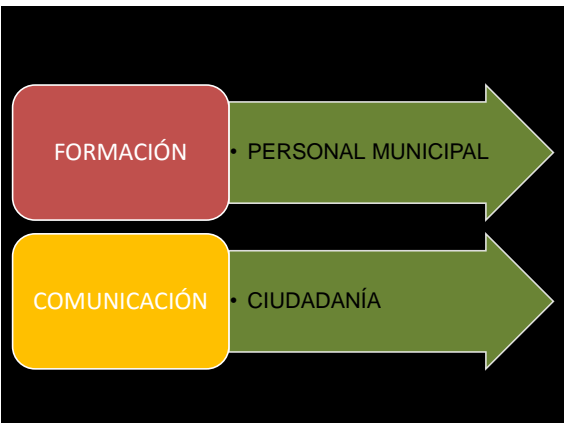 FORMACIÓN
• PERSONAL MUNICIPAL
COMUNICACIÓN
• CIUDADANÍA